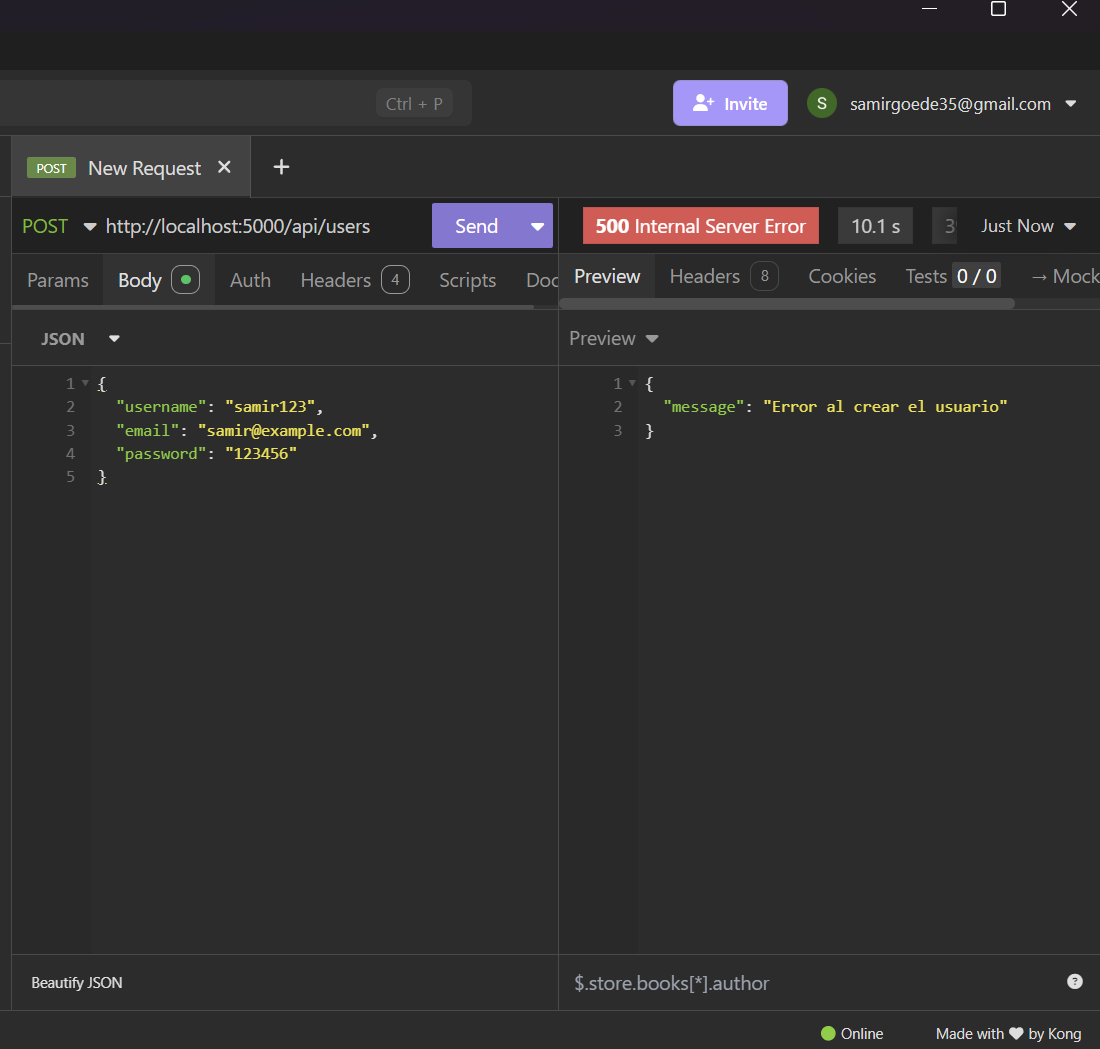 Ctrl + P
Invite
S
samirgoede35@gmail.com
POST New Request
POST http://localhost:5000/api/users Send
500 Internal Server Error 10.1 s Just Now
Params Body Auth Headers 4 Scripts Doc
Preview Headers 8 Cookies Tests 0 / 0 → Mock
JSON
Preview
1 {
2 "username": "samir123",
3 "email": "samir@example.com",
4 "password": "123456"
5 }
1 {
2 "message": "Error al crear el usuario"
3 }
Beautify JSON
$.store.books[*].author
?
Online
Made with ♥ by Kong